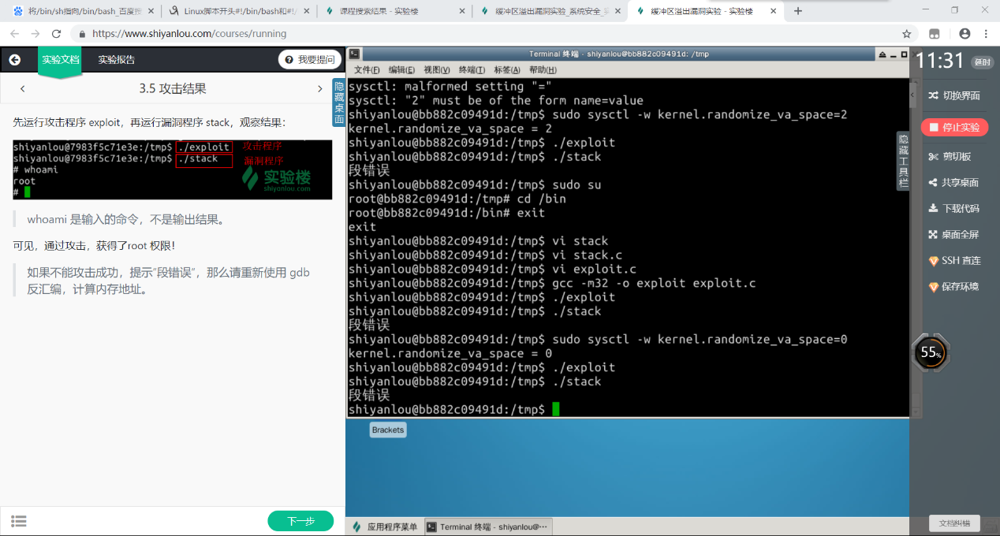 将/bin/sh指向/bin/bash_百度搜
Linux脚本开头#!/bin/bash和#!/
课程搜索结果 - 实验楼
缓冲区溢出漏洞实验_系统安全_实
缓冲区溢出漏洞实验 - 实验楼
https://www.shiyanlou.com/courses/running
实验文档
实验报告
我要提问
3.5 攻击结果
隐藏桌面
先运行攻击程序 exploit，再运行漏洞程序 stack，观察结果：
shiyanlou@7983f5c71e3e:/tmp$ ./exploit 攻击程序
shiyanlou@7983f5c71e3e:/tmp$ ./stack 漏洞程序
# whoami
root
#
实验楼
shiyanlou.com
whoami 是输入的命令，不是输出结果。
可见，通过攻击，获得了root 权限！
如果不能攻击成功，提示“段错误”，那么请重新使用 gdb
反汇编，计算内存地址。
下一步
Terminal 终端 - shiyanlou@bb882c09491d: /tmp
文件(F) 编辑(E) 视图(V) 终端(T) 标签(A) 帮助(H)
sysctl: malformed setting "="
sysctl: "2" must be of the form name=value
shiyanlou@bb882c09491d:/tmp$ sudo sysctl -w kernel.randomize_va_space=2
kernel.randomize_va_space = 2
shiyanlou@bb882c09491d:/tmp$ ./exploit
shiyanlou@bb882c09491d:/tmp$ ./stack
段错误
shiyanlou@bb882c09491d:/tmp$ sudo su
root@bb882c09491d:/tmp# cd /bin
root@bb882c09491d:/bin# exit
exit
shiyanlou@bb882c09491d:/tmp$ vi stack
shiyanlou@bb882c09491d:/tmp$ vi stack.c
shiyanlou@bb882c09491d:/tmp$ vi exploit.c
shiyanlou@bb882c09491d:/tmp$ gcc -m32 -o exploit exploit.c
shiyanlou@bb882c09491d:/tmp$ ./exploit
shiyanlou@bb882c09491d:/tmp$ ./stack
段错误
shiyanlou@bb882c09491d:/tmp$ sudo sysctl -w kernel.randomize_va_space=0
kernel.randomize_va_space = 0
shiyanlou@bb882c09491d:/tmp$ ./exploit
shiyanlou@bb882c09491d:/tmp$ ./stack
段错误
shiyanlou@bb882c09491d:/tmp$
Brackets
应用程序菜单
Terminal 终端 - shiyanlou@···
隐藏工具栏
11:31 延时
切换界面
停止实验
剪切板
共享桌面
下载代码
桌面全屏
SSH 直连
保存环境
55%
文档纠错